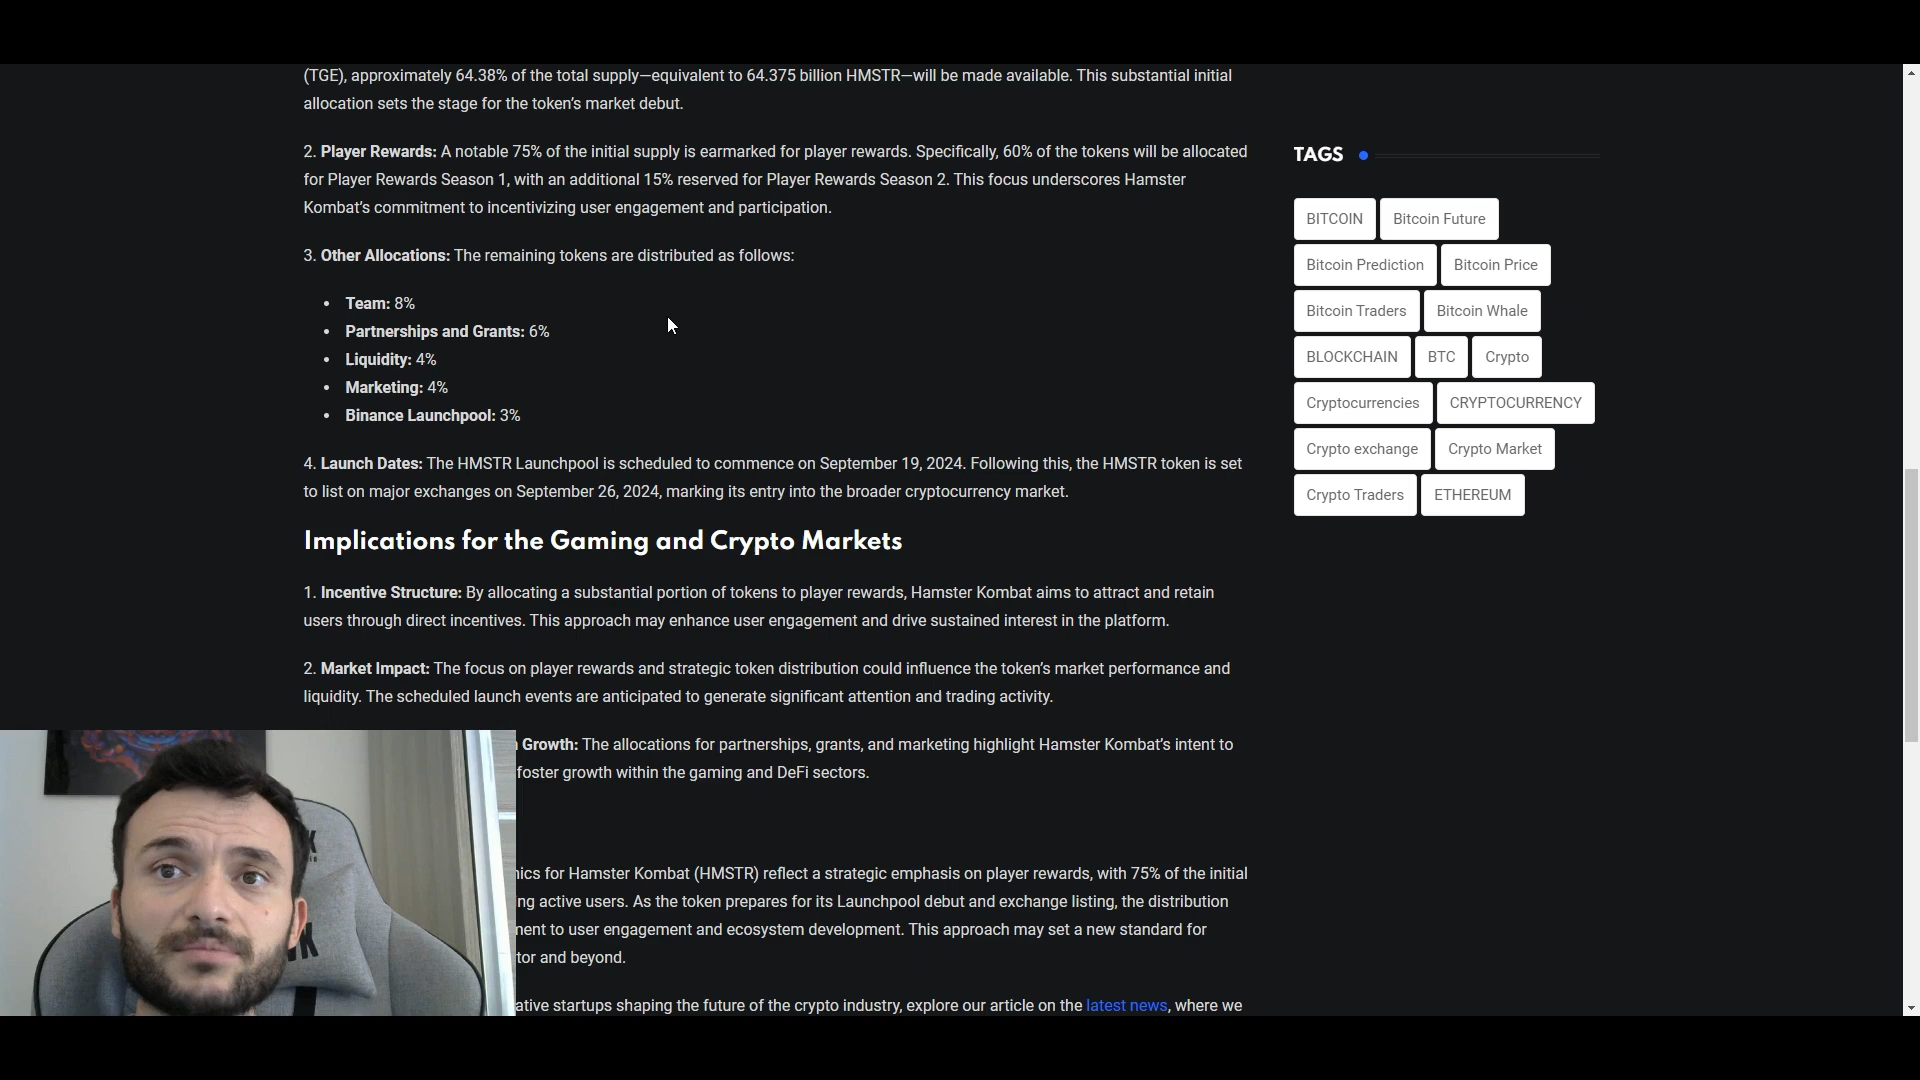 (TGE), approximately 64.38% of the total supply—equivalent to 64.375 billion HMSTR—will be made available. This substantial initial
allocation sets the stage for the token’s market debut.
2. Player Rewards: A notable 75% of the initial supply is earmarked for player rewards. Specifically, 60% of the tokens will be allocated
for Player Rewards Season 1, with an additional 15% reserved for Player Rewards Season 2. This focus underscores Hamster
Kombat’s commitment to incentivizing user engagement and participation.
3. Other Allocations: The remaining tokens are distributed as follows:
• Team: 8%
• Partnerships and Grants: 6%
• Liquidity: 4%
• Marketing: 4%
• Binance Launchpool: 3%
4. Launch Dates: The HMSTR Launchpool is scheduled to commence on September 19, 2024. Following this, the HMSTR token is set
to list on major exchanges on September 26, 2024, marking its entry into the broader cryptocurrency market.
Implications for the Gaming and Crypto Markets
1. Incentive Structure: By allocating a substantial portion of tokens to player rewards, Hamster Kombat aims to attract and retain
users through direct incentives. This approach may enhance user engagement and drive sustained interest in the platform.
2. Market Impact: The focus on player rewards and strategic token distribution could influence the token’s market performance and
liquidity. The scheduled launch events are anticipated to generate significant attention and trading activity.
Growth: The allocations for partnerships, grants, and marketing highlight Hamster Kombat’s intent to
foster growth within the gaming and DeFi sectors.
ics for Hamster Kombat (HMSTR) reflect a strategic emphasis on player rewards, with 75% of the initial
ng active users. As the token prepares for its Launchpool debut and exchange listing, the distribution
ment to user engagement and ecosystem development. This approach may set a new standard for
tor and beyond.
ative startups shaping the future of the crypto industry, explore our article on the latest news, where we
TAGS
BITCOIN Bitcoin Future
Bitcoin Prediction Bitcoin Price
Bitcoin Traders Bitcoin Whale
BLOCKCHAIN BTC Crypto
Cryptocurrencies CRYPTOCURRENCY
Crypto exchange Crypto Market
Crypto Traders ETHEREUM